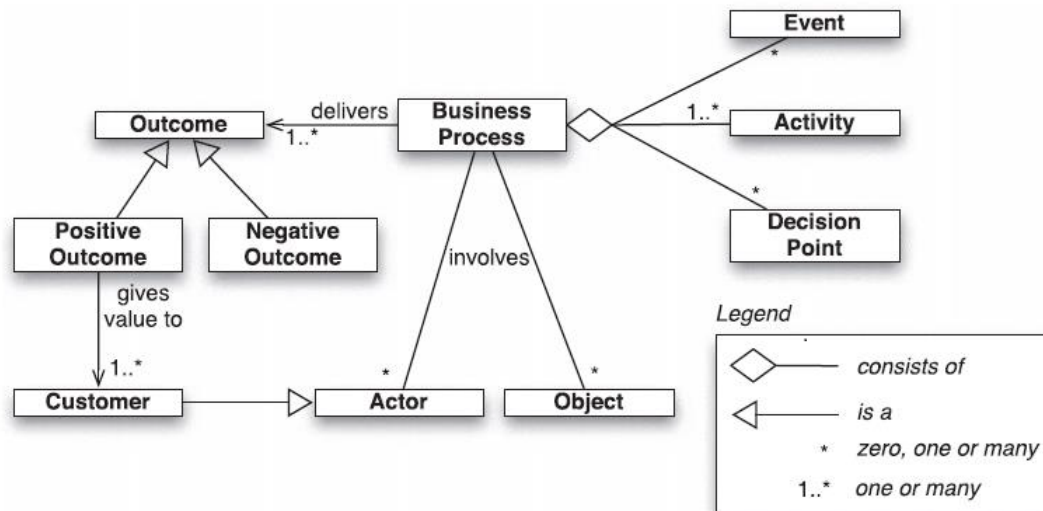 Event
*
delivers
Business
Process
1..*
Activity
Outcome
1..*
*
Decision
Point
Positive
Outcome
Negative
Outcome
involves
gives
value to
Legend
consists of
1..*
*
*
is a
Customer
Actor
Object
* zero, one or many
1..* one or many